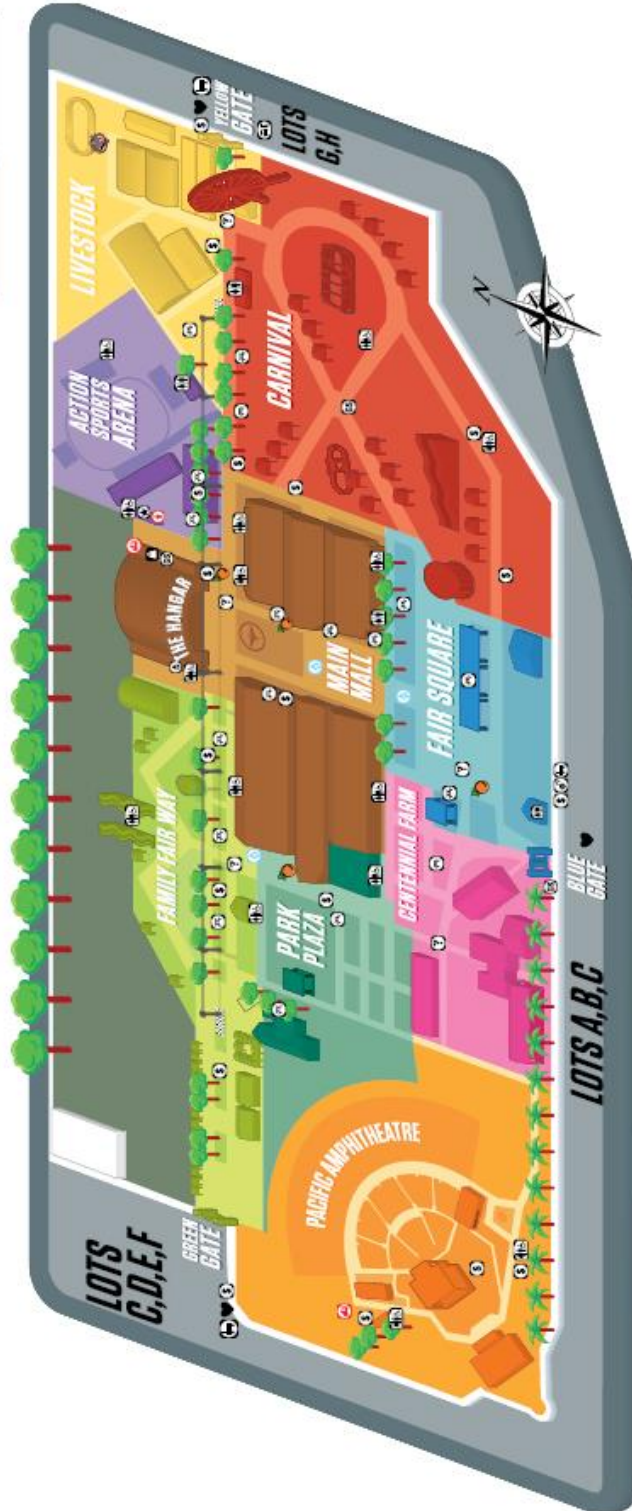 LIVESTOCK
YELLOW
GATE
LOTS
G,H
ACTION
SPORTS
ARENA
CARNIVAL
N
THE HANGAR
MAIN
MALL
FAIR SQUARE
FAMILY FAIR WAY
CENTENNIAL FARM
PARK
PLAZA
BLUE
GATE
LOTS A,B,C
PACIFIC AMPHITHEATRE
GREEN
GATE
LOTS
C,D,E,F